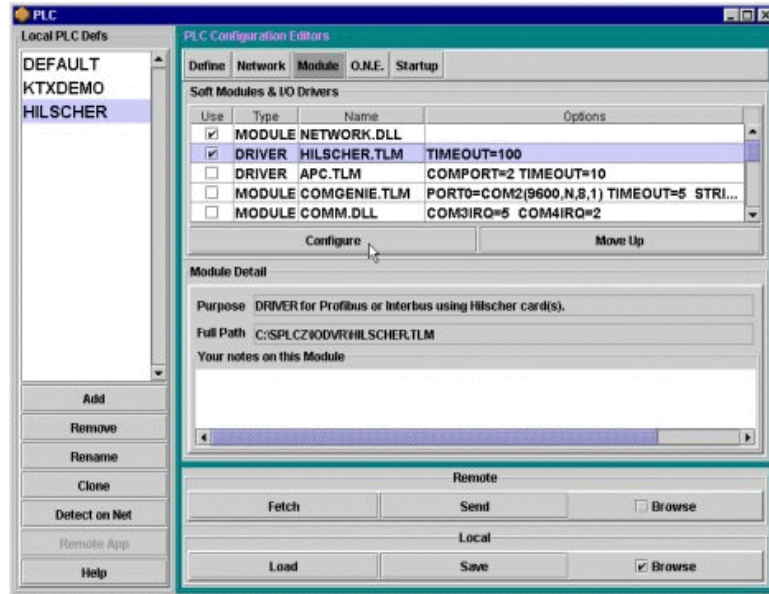 PLC
Local PLC Defs
DEFAULT
KTXDEMO
HILSCHER
Add
Remove
Rename
Clone
Detect on Net
Remote App
Help
PLC Configuration Editors
Define Network Module O.N.E. Startup
Soft Modules & I/O Drivers
Use Type Name Options
MODULE NETWORK.DLL
DRIVER HILSCHER.TLM TIMEOUT=100
DRIVER APC.TLM COMPORT=2 TIMEOUT=10
MODULE COMGENIE.TLM PORT0=COM2(9600,N,8,1) TIMEOUT=5 STRI...
MODULE COMM.DLL COM3IRQ=5 COM4IRQ=2
Configure Move Up
Module Detail
Purpose DRIVER for Profibus or Interbus using Hilscher card(s).
Full Path C:\SPLCZ\IODVR\HILSCHER.TLM
Your notes on this Module
Remote
Fetch Send Browse
Local
Load Save Browse